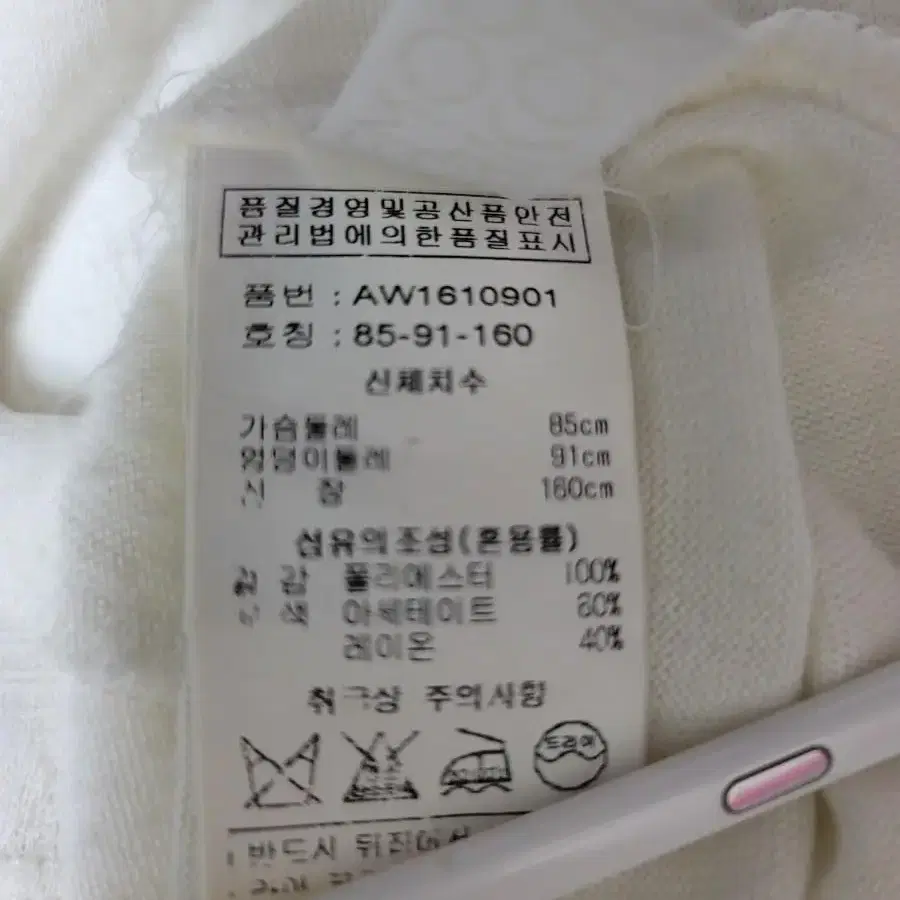 품질경영및공산품안전
관리법에의한품질표시
품번 : AW1610901
호칭 : 85-91-160
신체치수
가슴둘레 85cm
엉덩이둘레 91cm
신 장 160cm
섬유의조성(혼용률)
겉감 폴리에스터 100%
배색 아세테이트 60%
레이온 40%
취급상 주의사항
드라이
반드시 뒤집어서